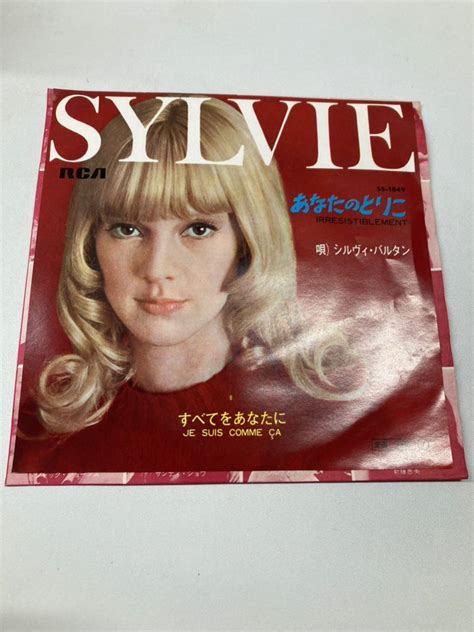 SYLVIE
RCA
SS-1849
あなたのとりこ
IRRESISTIBLEMENT
唄) シルヴィ・バルタン
すべてをあなたに
JE SUIS COMME ÇA